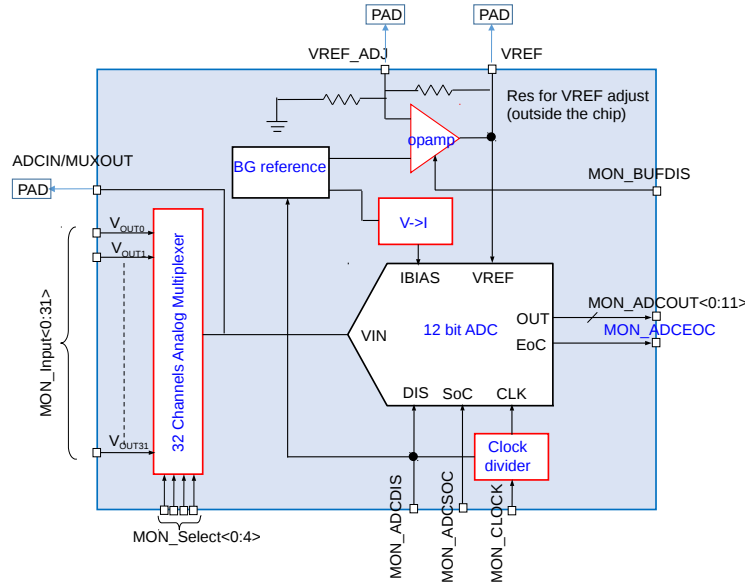 PAD
PAD
VREF_ADJ
VREF
Res for VREF adjust
(outside the chip)
opamp
ADCIN/MUXOUT
BG reference
PAD
MON_BUFDIS
V->I
VOUT0
VOUT1
IBIAS
VREF
MON_Input<0:31>
32 Channels Analog Multiplexer
MON_ADCOUT<0:11>
OUT
VIN
12 bit ADC
MON_ADCEOC
EoC
DIS
SoC
CLK
VOUT31
Clock
divider
MON_ADCDIS
MON_ADCSOC
MON_CLOCK
MON_Select<0:4>